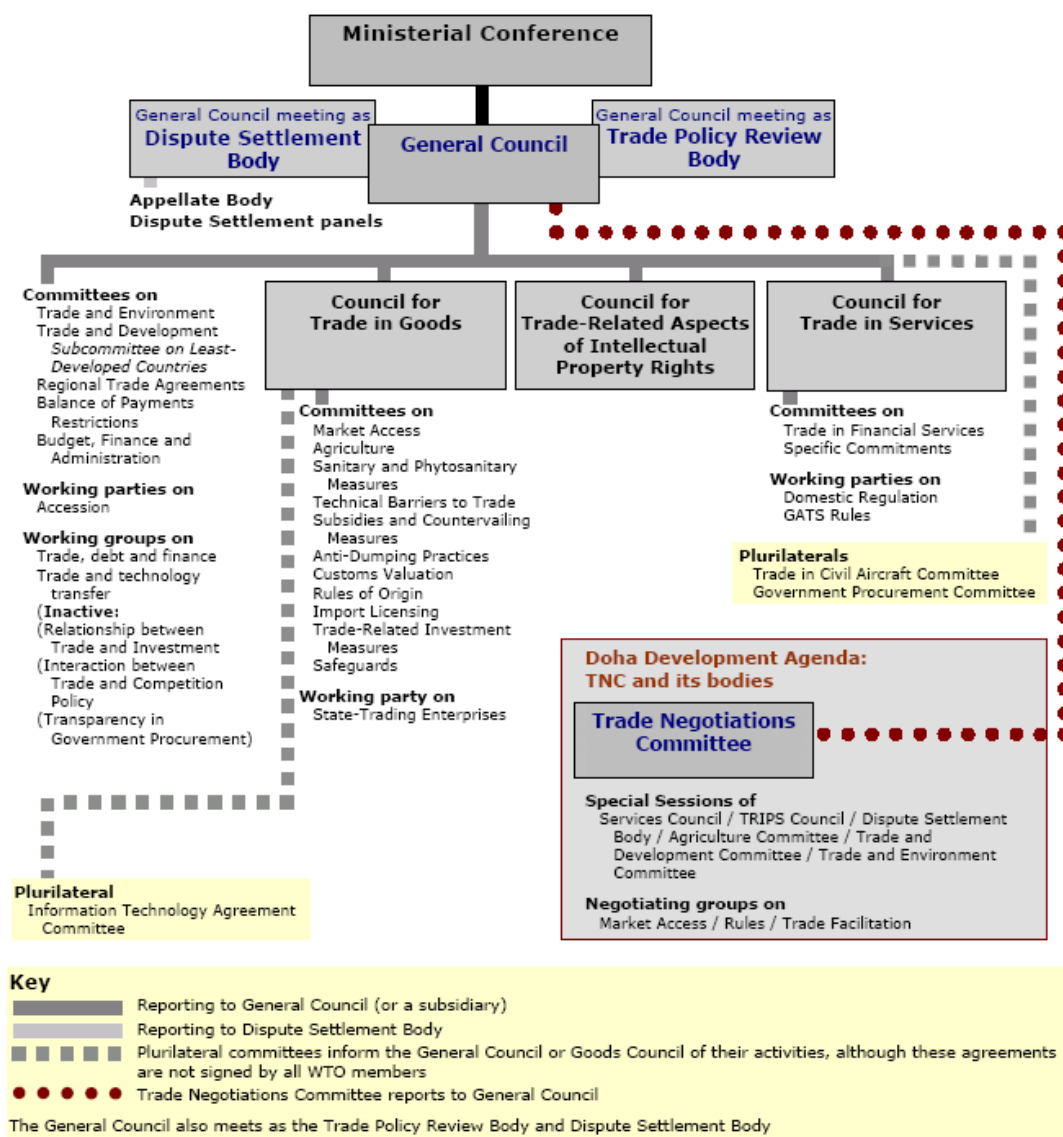 Ministerial Conference
General Council meeting as
Dispute Settlement
Body
General Council
General Council meeting as
Trade Policy Review
Body
Appellate Body
Dispute Settlement panels
Committees on
Trade and Environment
Trade and Development
Subcommittee on Least-
Developed Countries
Regional Trade Agreements
Balance of Payments
Restrictions
Budget, Finance and
Administration
Working parties on
Accession
Working groups on
Trade, debt and finance
Trade and technology
transfer
(Inactive:
(Relationship between
Trade and Investment
(Interaction between
Trade and Competition
Policy
(Transparency in
Government Procurement)
Council for
Trade in Goods
Committees on
Market Access
Agriculture
Sanitary and Phytosanitary
Measures
Technical Barriers to Trade
Subsidies and Countervailing
Measures
Anti-Dumping Practices
Customs Valuation
Rules of Origin
Import Licensing
Trade-Related Investment
Measures
Safeguards
Working party on
State-Trading Enterprises
Council for
Trade-Related Aspects
of Intellectual
Property Rights
Council for
Trade in Services
Committees on
Trade in Financial Services
Specific Commitments
Working parties on
Domestic Regulation
GATS Rules
Plurilaterals
Trade in Civil Aircraft Committee
Government Procurement Committee
Doha Development Agenda:
TNC and its bodies
Trade Negotiations
Committee
Special Sessions of
Services Council / TRIPS Council / Dispute Settlement
Body / Agriculture Committee / Trade and
Development Committee / Trade and Environment
Committee
Negotiating groups on
Market Access / Rules / Trade Facilitation
Plurilateral
Information Technology Agreement
Committee
Key
Reporting to General Council (or a subsidiary)
Reporting to Dispute Settlement Body
Plurilateral committees inform the General Council or Goods Council of their activities, although these agreements
are not signed by all WTO members
Trade Negotiations Committee reports to General Council
The General Council also meets as the Trade Policy Review Body and Dispute Settlement Body